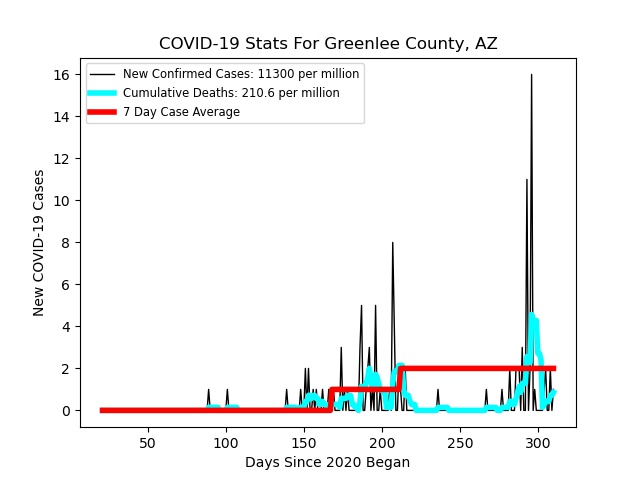 COVID-19 Stats For Greenlee County, AZ
New Confirmed Cases: 11300 per million
Cumulative Deaths: 210.6 per million
7 Day Case Average
New COVID-19 Cases
16
14
12
10
8
6
4
2
0
50 100 150 200 250 300
Days Since 2020 Began